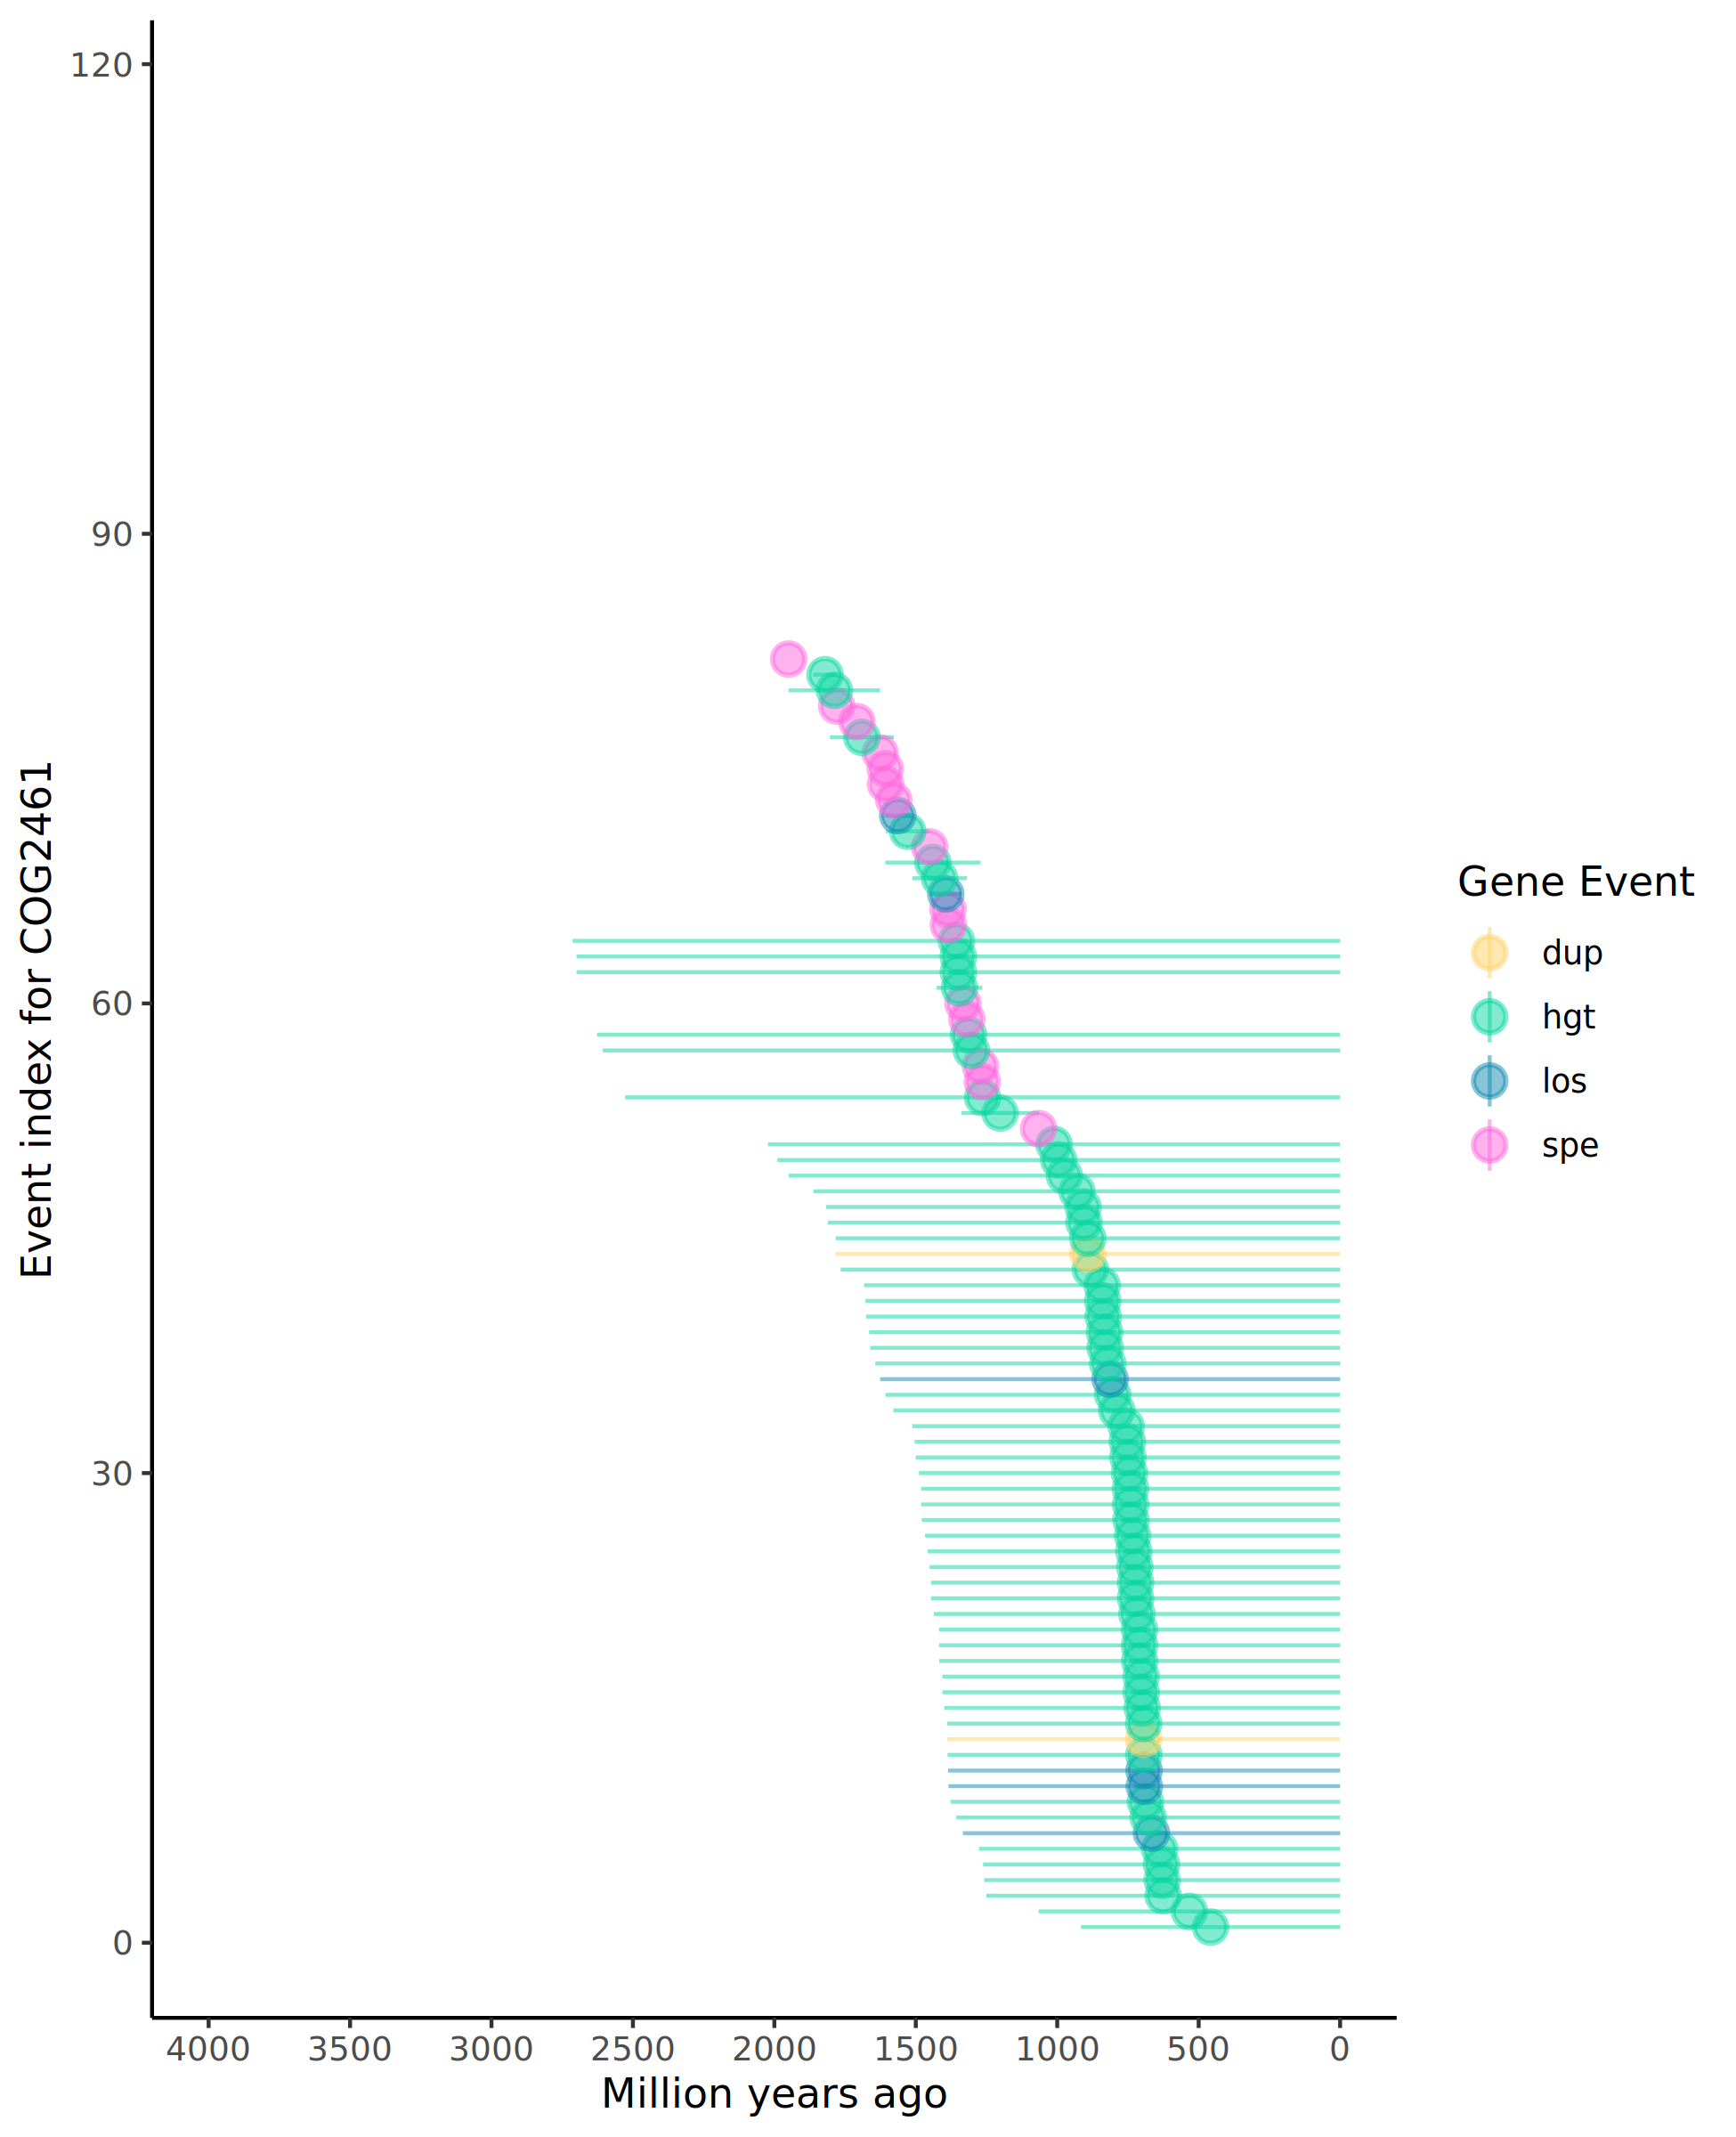 120
90
60
30
0
Event index for COG2461
4000 3500 3000 2500 2000 1500 1000 500 0
Million years ago
Gene Event
dup
hgt
los
spe